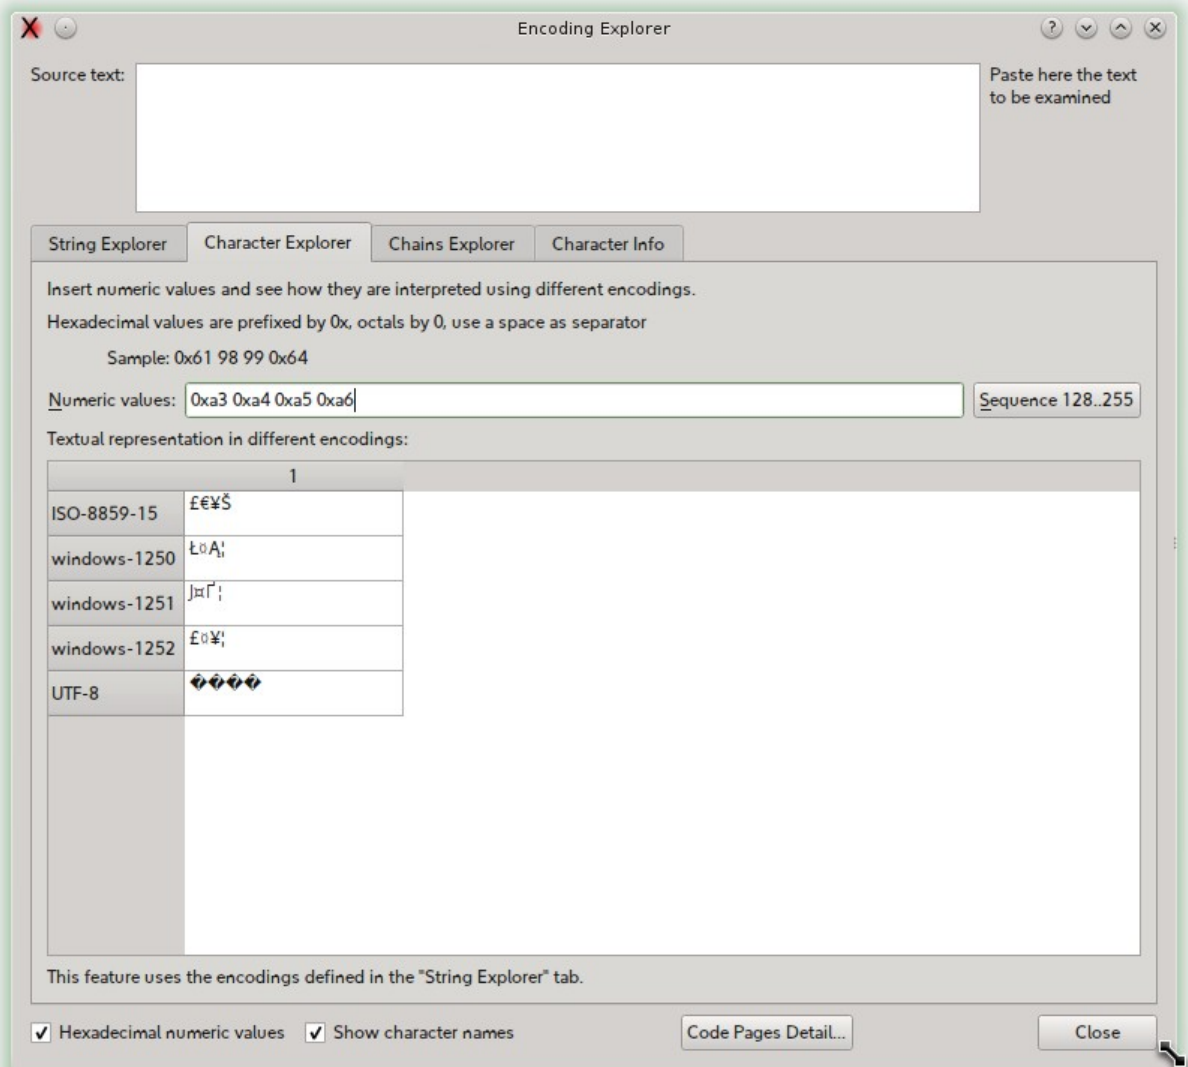 Encoding Explorer
Source text:
Paste here the text
to be examined
String Explorer
Character Explorer
Chains Explorer
Character Info
Insert numeric values and see how they are interpreted using different encodings.
Hexadecimal values are prefixed by 0x, octals by 0, use a space as separator
Sample: 0x61 98 99 0x64
Numeric values: 0xa3 0xa4 0xa5 0xa6 Sequence 128..255
Textual representation in different encodings:
1
ISO-8859-15 £€¥Š
windows-1250 Ł¤Ą¦
windows-1251 Ј¤Ґ¦
windows-1252 £¤¥¦
UTF-8 ����
This feature uses the encodings defined in the "String Explorer" tab.
Hexadecimal numeric values Show character names Code Pages Detail... Close